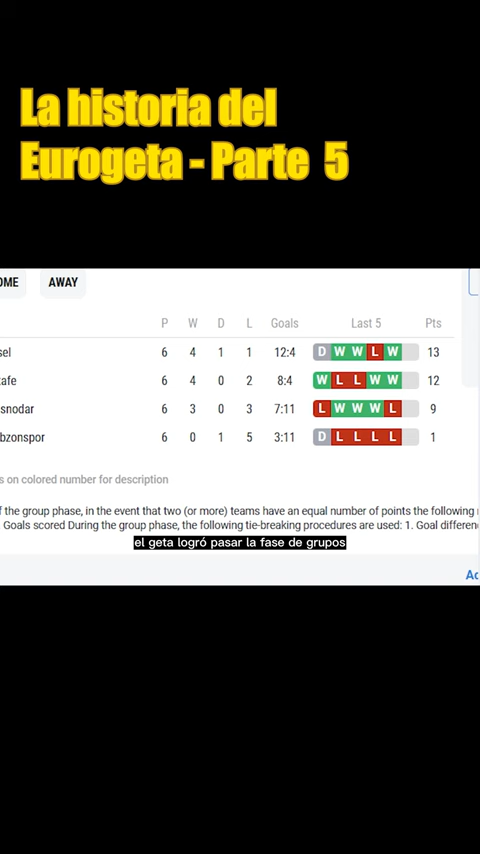 La historia del
Eurogeta - Parte 5
OME AWAY
P W D L Goals Last 5 Pts
sel 6 4 1 1 12:4 D W W L W 13
afe 6 4 0 2 8:4 W L L W W 12
snodar 6 3 0 3 7:11 L W W W L 9
bzonspor 6 0 1 5 3:11 D L L L L 1
s on colored number for description
f the group phase, in the event that two (or more) teams have an equal number of points the following
Goals scored During the group phase, the following tie-breaking procedures are used: 1. Goal differen
el geta logró pasar la fase de grupos
Ac